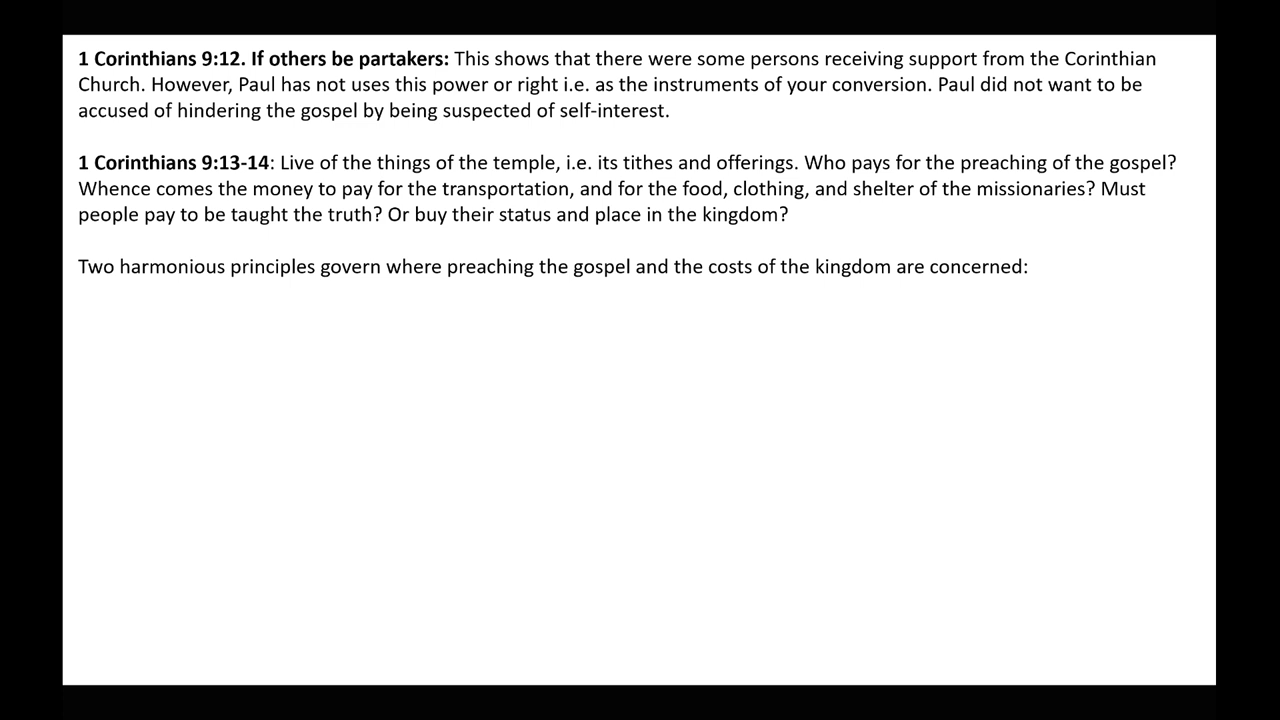 1 Corinthians 9:12. If others be partakers: This shows that there were some persons receiving support from the Corinthian
Church. However, Paul has not uses this power or right i.e. as the instruments of your conversion. Paul did not want to be
accused of hindering the gospel by being suspected of self-interest.
1 Corinthians 9:13-14: Live of the things of the temple, i.e. its tithes and offerings. Who pays for the preaching of the gospel?
Whence comes the money to pay for the transportation, and for the food, clothing, and shelter of the missionaries? Must
people pay to be taught the truth? Or buy their status and place in the kingdom?
Two harmonious principles govern where preaching the gospel and the costs of the kingdom are concerned: